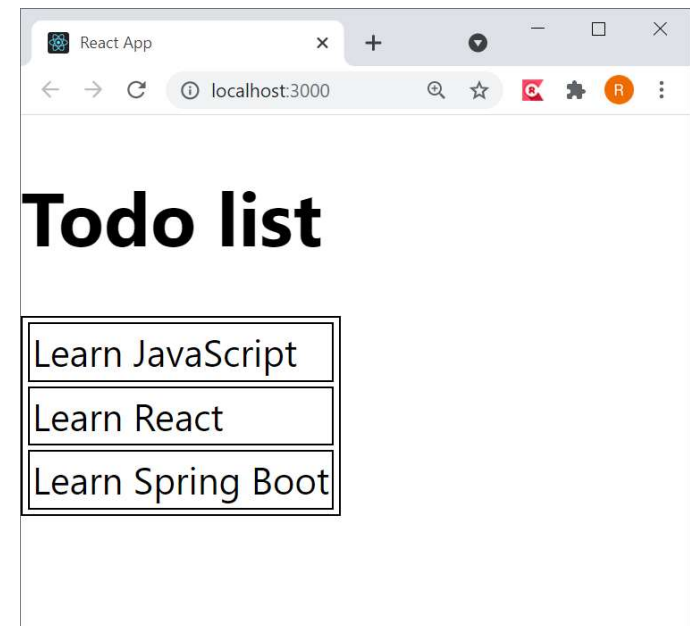 React App
localhost:3000
R
R
Todo list
Learn JavaScript
Learn React
Learn Spring Boot